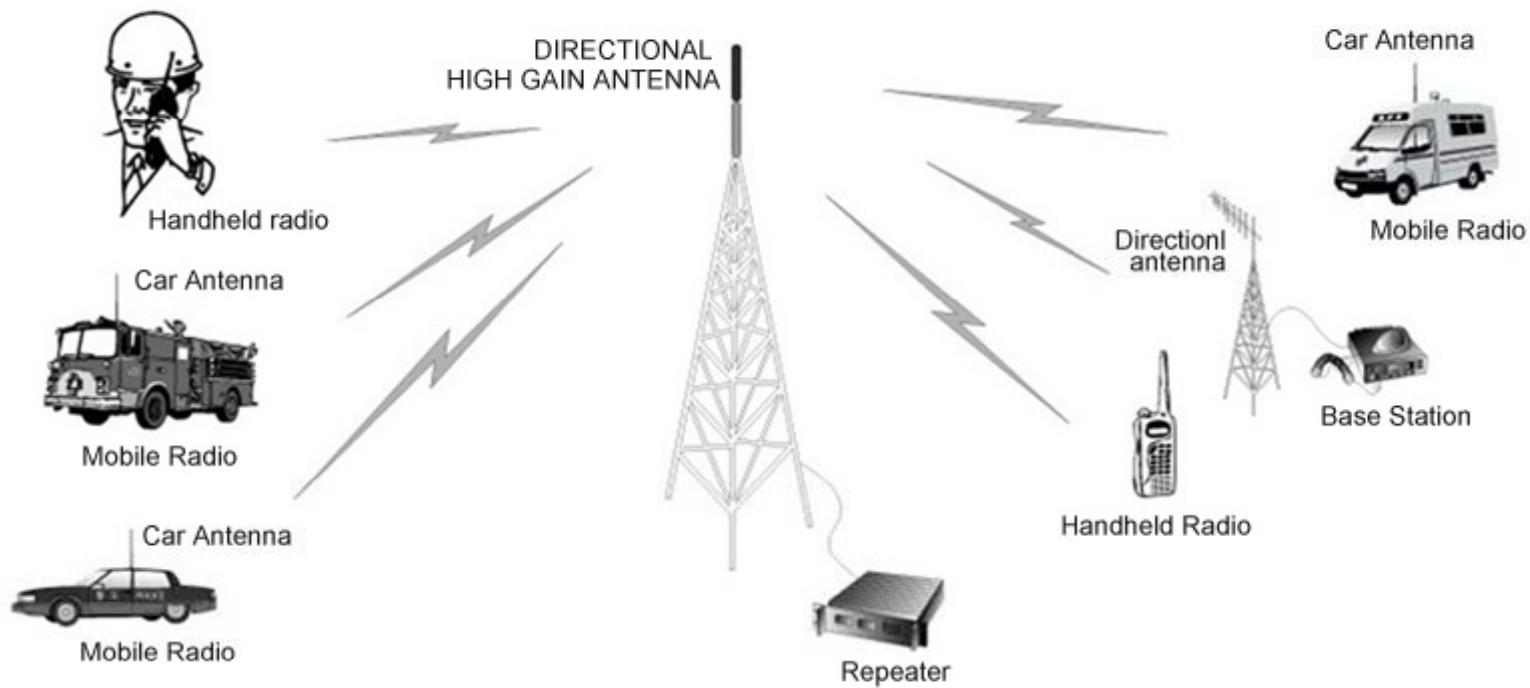 DIRECTIONAL
HIGH GAIN ANTENNA
Handheld radio
Car Antenna
Mobile Radio
Car Antenna
Mobile Radio
Car Antenna
Mobile Radio
Directionl
antenna
Base Station
Handheld Radio
Repeater